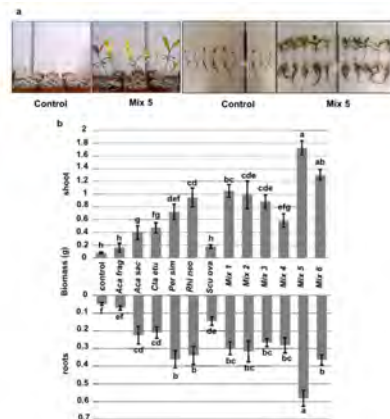 a
Control Mix 5 Control Mix 5
b
Biomass (g)
shoot
roots
2
1.8
1.6
1.4
1.2
1
0.8
0.6
0.4
0.2
0
h h g fg def cd h bc cde cde efg a ab
control Aca frag Aca sac Cla etu Per sim Rhi neo Scu ova Mix 1 Mix 2 Mix 3 Mix 4 Mix 5 Mix 6
0
0.1
0.2
0.3
0.4
0.5
0.6
0.7
f ef cd cd b b de bc bc bc bc a b